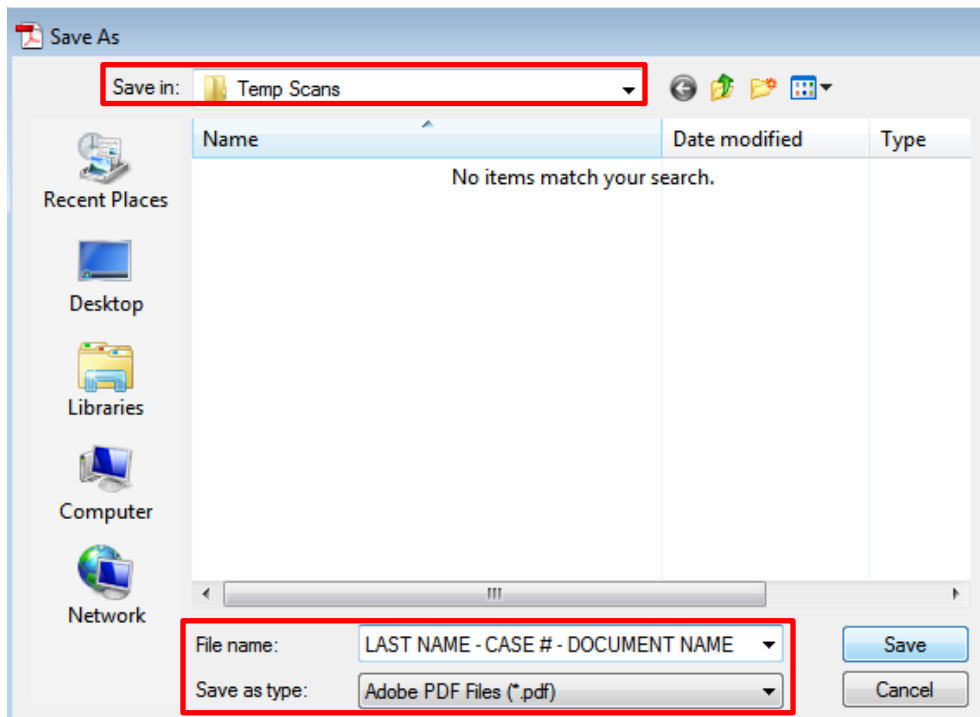 Save As
Save in: Temp Scans
Name Date modified Type
No items match your search.
Recent Places
Desktop
Libraries
Computer
Network
File name: LAST NAME - CASE # - DOCUMENT NAME Save
Save as type: Adobe PDF Files (*.pdf) Cancel